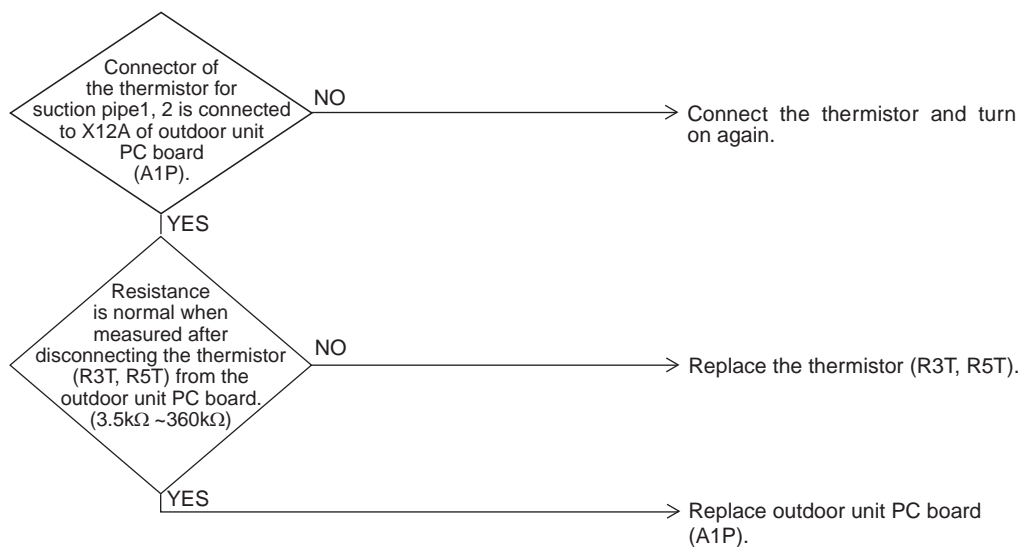 Connector of
the thermistor for
suction pipe1, 2 is connected
to X12A of outdoor unit
PC board
(A1P).
NO
Connect the thermistor and turn
on again.
YES
Resistance
is normal when
measured after
disconnecting the thermistor
(R3T, R5T) from the
outdoor unit PC board.
(3.5kΩ ~360kΩ)
NO
Replace the thermistor (R3T, R5T).
YES
Replace outdoor unit PC board
(A1P).